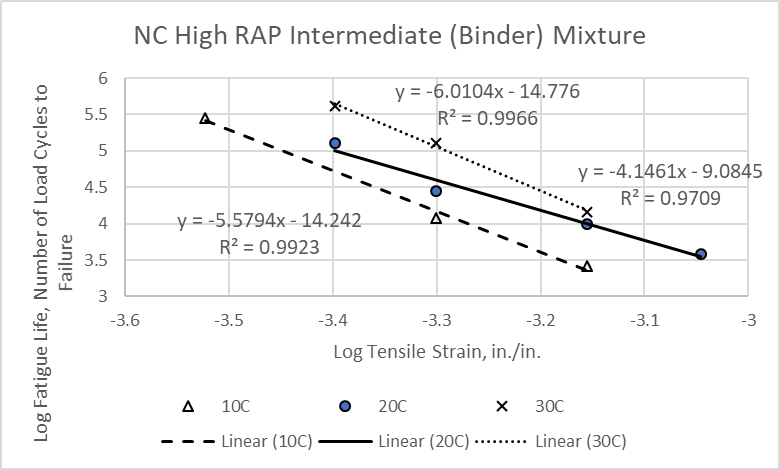 NC High RAP Intermediate (Binder) Mixture
Log Fatigue Life, Number of Load Cycles to
Failure
6
5.5
5
4.5
4
3.5
3
y = -6.0104x - 14.776
R² = 0.9966
y = -4.1461x - 9.0845
R² = 0.9709
y = -5.5794x - 14.242
R² = 0.9923
-3.6 -3.5 -3.4 -3.3 -3.2 -3.1 -3
Log Tensile Strain, in./in.
10C 20C 30C
Linear (10C) Linear (20C) Linear (30C)